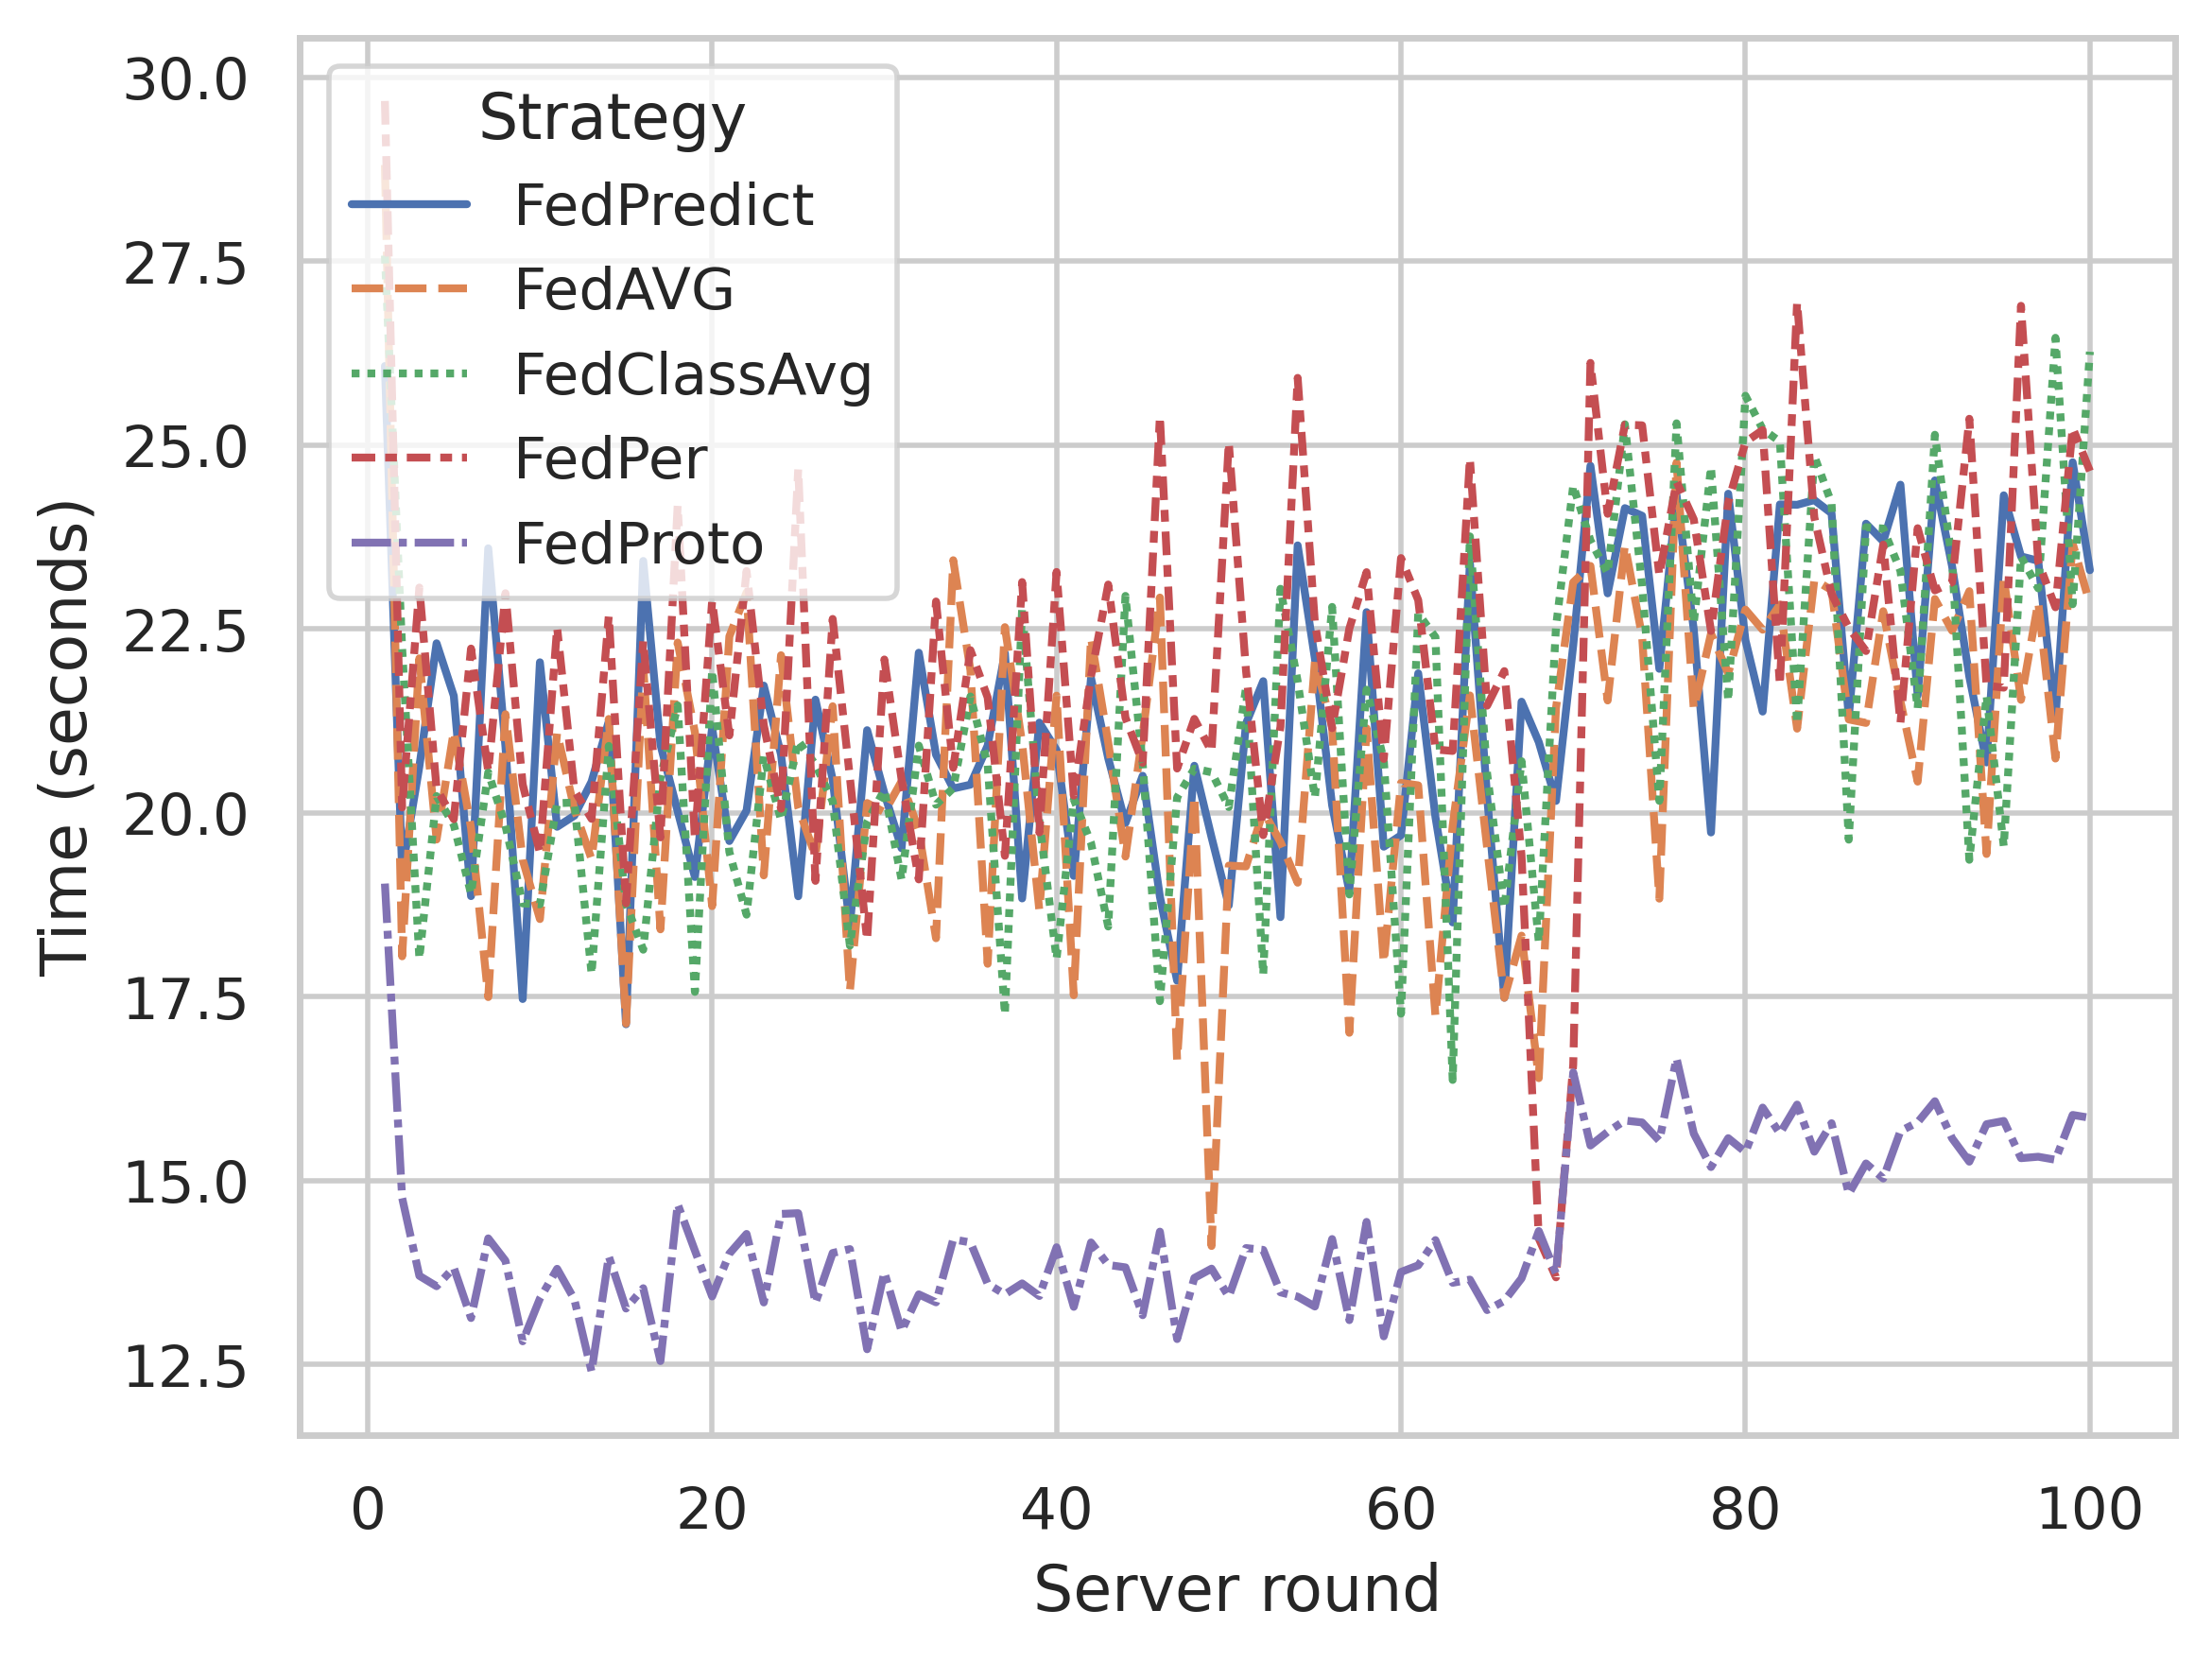 Strategy
FedPredict
FedAVG
FedClassAvg
FedPer
FedProto
Time (seconds)
30.0
27.5
25.0
22.5
20.0
17.5
15.0
12.5
0 20 40 60 80 100
Server round